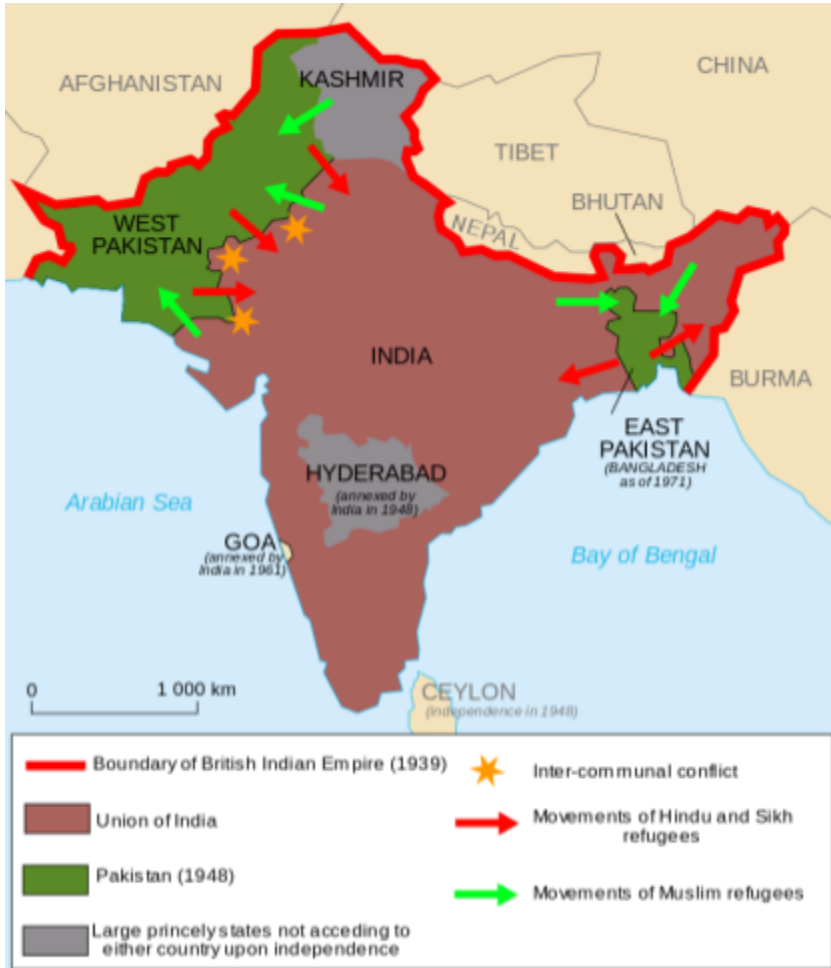 AFGHANISTAN
KASHMIR
CHINA
TIBET
BHUTAN
NEPAL
WEST
PAKISTAN
INDIA
BURMA
EAST
PAKISTAN
(BANGLADESH
as of 1971)
HYDERABAD
(annexed by
India in 1948)
Arabian Sea
GOA
(annexed by
India in 1961)
Bay of Bengal
0
1 000 km
CEYLON
(independence in 1948)
Boundary of British Indian Empire (1939)
Union of India
Pakistan (1948)
Large princely states not acceding to
either country upon independence
Inter-communal conflict
Movements of Hindu and Sikh
refugees
Movements of Muslim refugees